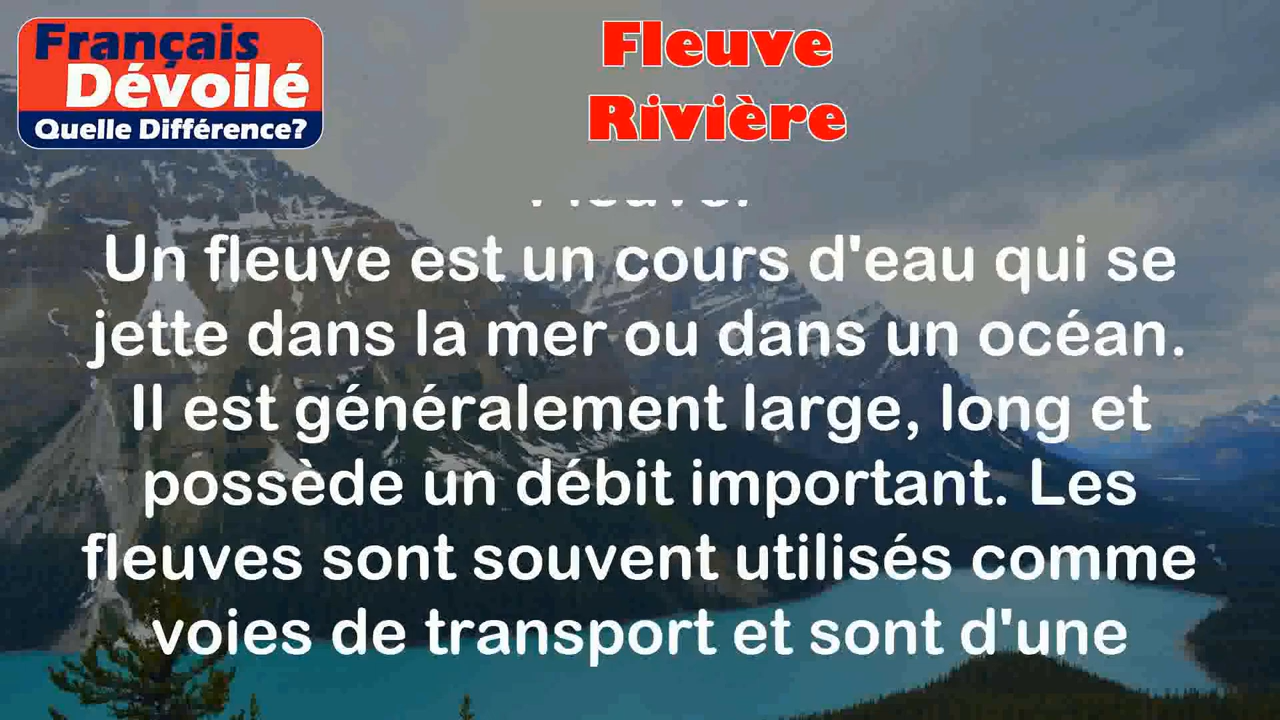 Français
Dévoilé
Quelle Différence?
Fleuve
Rivière
Un fleuve est un cours d'eau qui se
jette dans la mer ou dans un océan.
Il est généralement large, long et
possède un débit important. Les
fleuves sont souvent utilisés comme
voies de transport et sont d'une